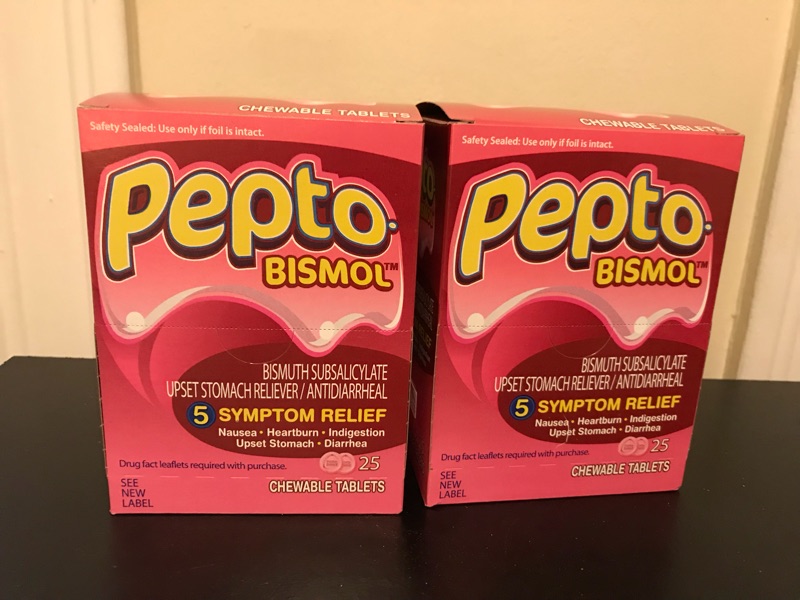 CHEWABLE TABLETS
Safety Sealed: Use only if foil is intact.
Pepto
BISMOL™
BISMUTH SUBSALICYLATE
UPSET STOMACH RELIEVER / ANTIDIARRHEAL
5 SYMPTOM RELIEF
Nausea • Heartburn • Indigestion
Upset Stomach • Diarrhea
Drug fact leaflets required with purchase.
25
SEE
NEW
LABEL
CHEWABLE TABLETS
CHEWABLE TABLETS
Safety Sealed: Use only if foil is intact.
Pepto
BISMOL™
BISMUTH SUBSALICYLATE
UPSET STOMACH RELIEVER / ANTIDIARRHEAL
5 SYMPTOM RELIEF
Nausea • Heartburn • Indigestion
Upset Stomach • Diarrhea
Drug fact leaflets required with purchase.
25
SEE
NEW
LABEL
CHEWABLE TABLETS